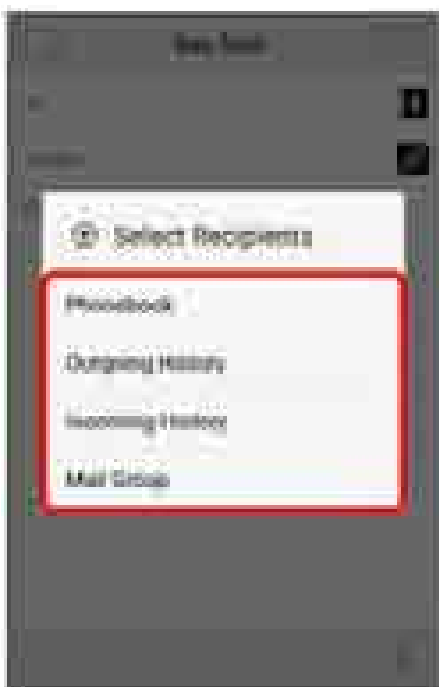 Select Recipients
Phonebook
Outgoing History
Incoming History
Mail Group